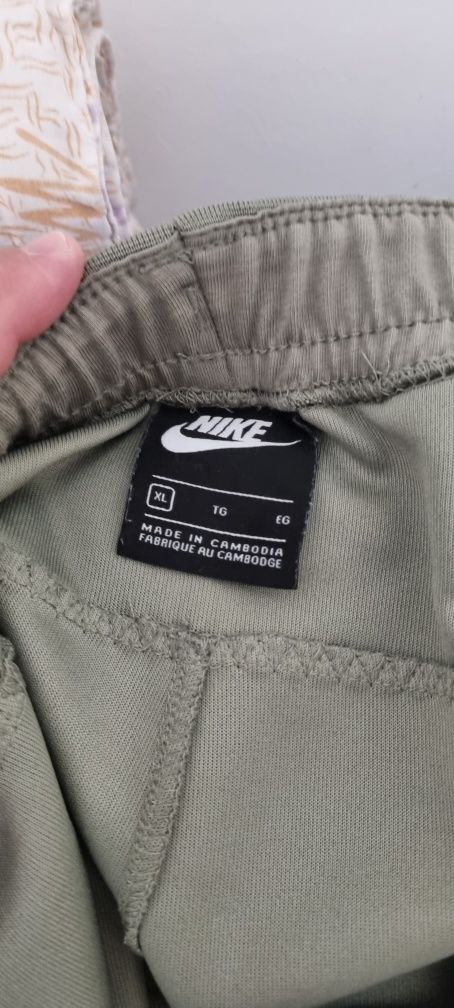 NIKE
XL TG EG
MADE IN CAMBODIA
FABRIQUE AU CAMBODGE